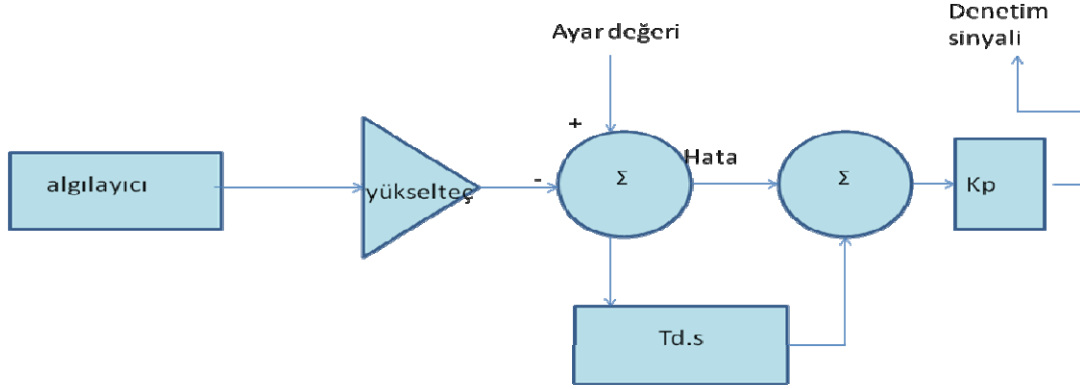 Denetim
sinyali
Ayar değeri
+
algılayıcı
yükselteç
-
Σ
Hata
Σ
Kp
Td.s